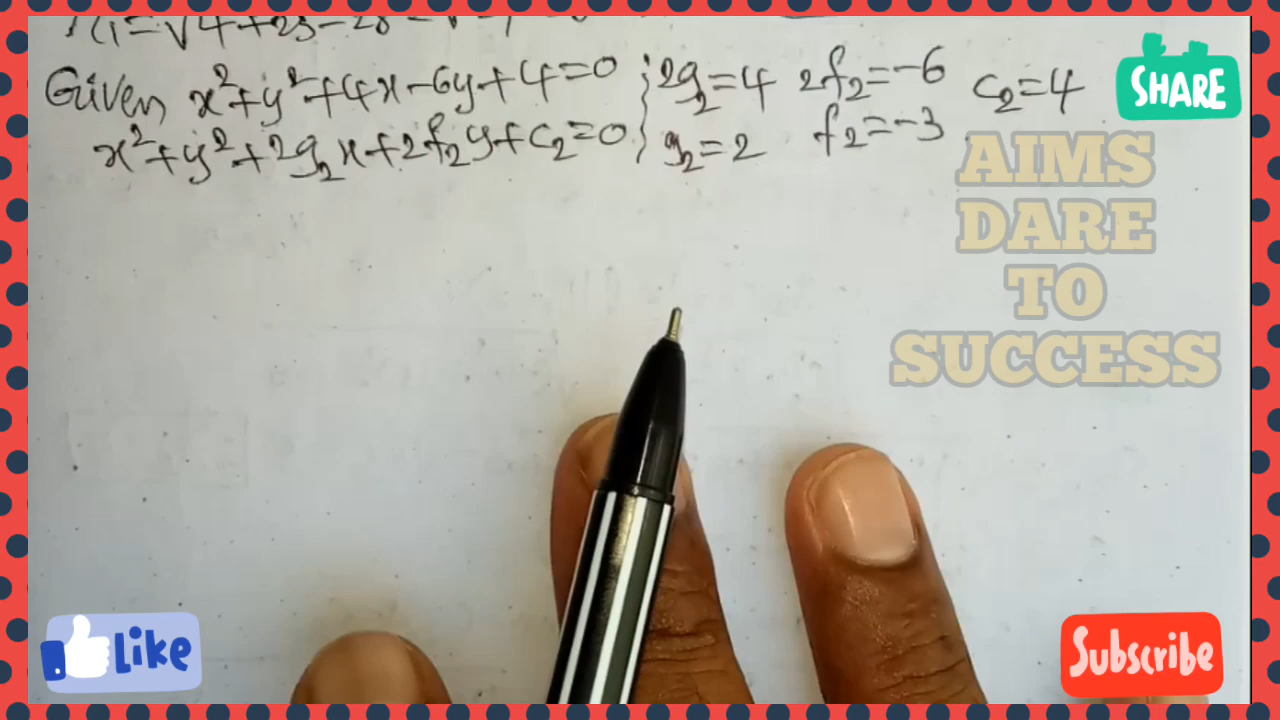 Given x²+y²+4x-6y+4=0 } 2g₂=4 2f₂=-6 c₂=4
x²+y²+2g₂x+2f₂y+c₂=0 } g₂=2 f₂=-3
SHARE
AIMS
DARE
TO
SUCCESS
Like
Subscribe